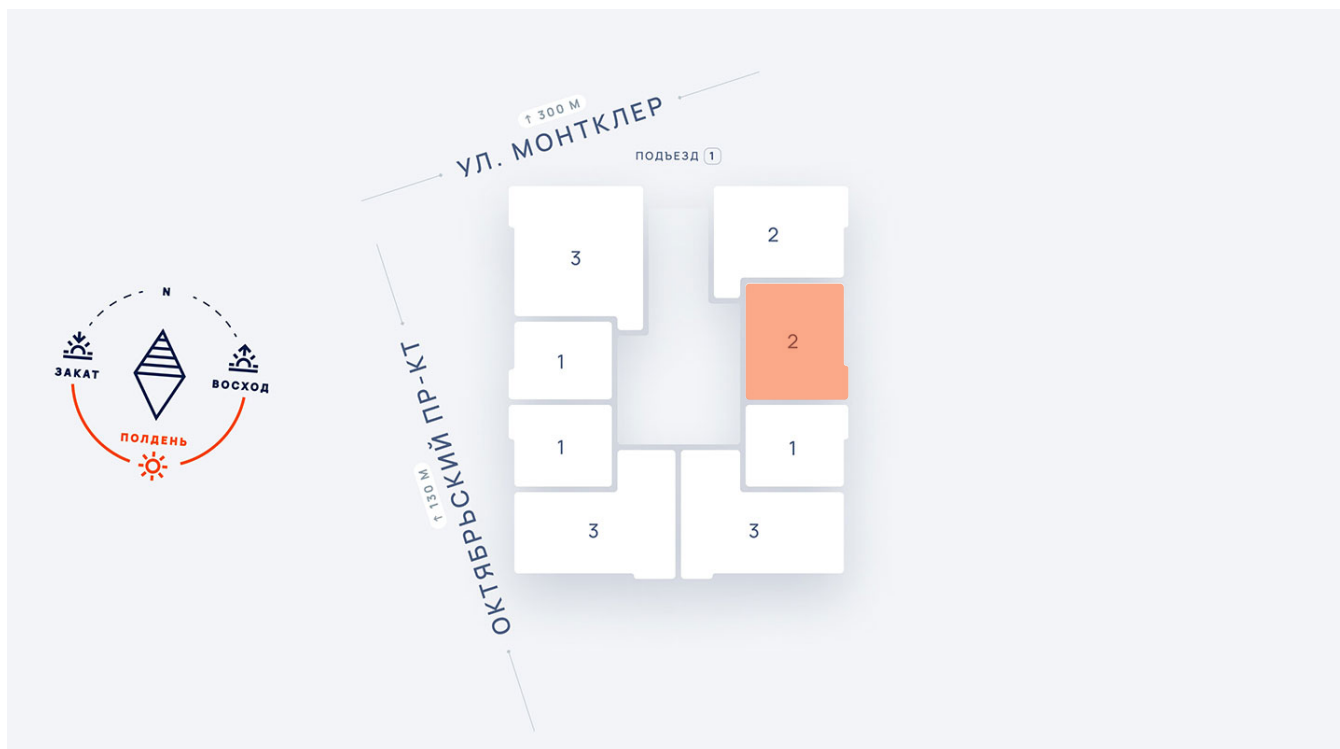 ↑ 300 М
УЛ. МОНТКЛЕР
ПОДЪЕЗД 1
3
2
N
ЗАКАТ
ВОСХОД
ПОЛДЕНЬ
ОКТЯБРЬСКИЙ ПР-КТ
↑ 130 М
2
1
1
1
3
3